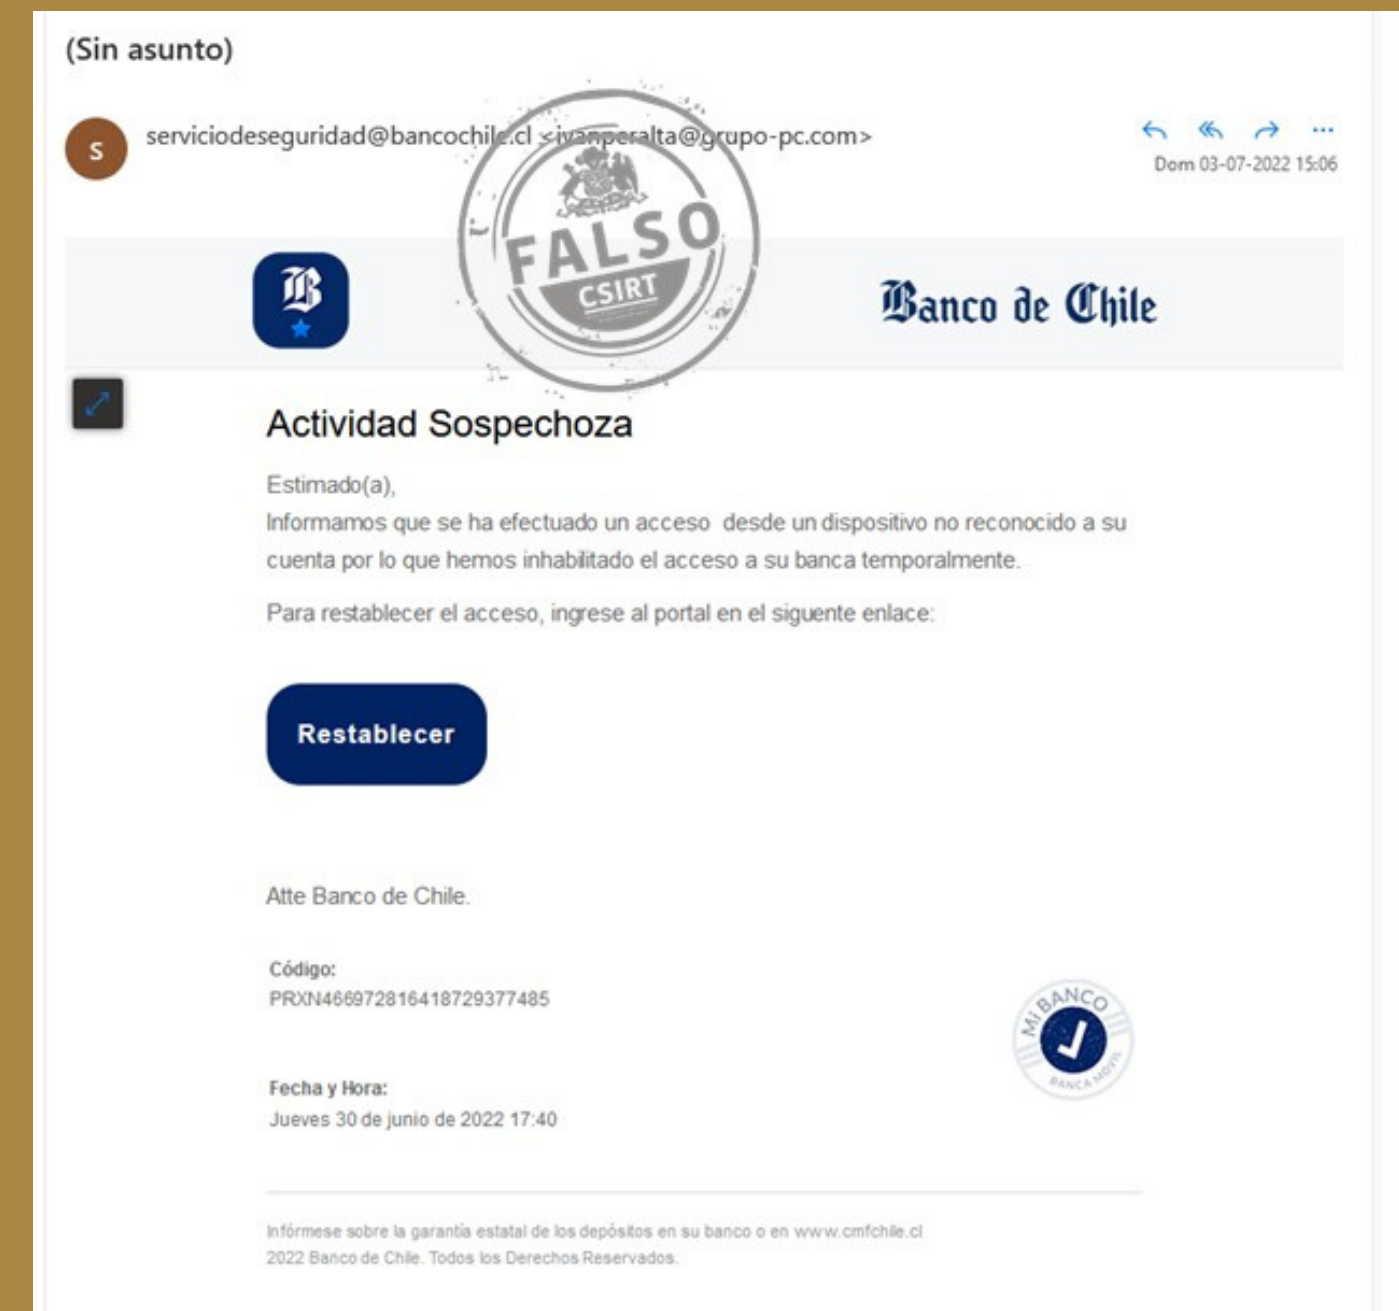 (Sin asunto)
S
serviciodeseguridad@bancochile.cl <ivanperalta@grupo-pc.com>
Dom 03-07-2022 15:06
FALSO
CSIRT
B
Banco de Chile
Actividad Sospechoza
Estimado(a),
Informamos que se ha efectuado un acceso desde un dispositivo no reconocido a su
cuenta por lo que hemos inhabilitado el acceso a su banca temporalmente.
Para restablecer el acceso, ingrese al portal en el siguente enlace:
Restablecer
Atte Banco de Chile.
Código:
PRXN466972816418729377485
MI BANCO
BANCA MOVIL
Fecha y Hora:
Jueves 30 de junio de 2022 17:40
Infórmese sobre la garantía estatal de los depósitos en su banco o en www.cmfchile.cl
2022 Banco de Chile. Todos los Derechos Reservados.